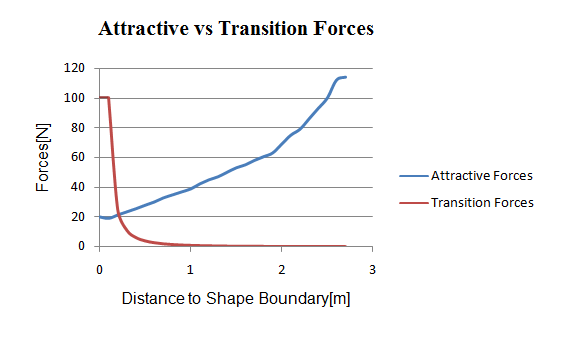 Attractive vs Transition Forces
120
100
80
60
40
20
0
Forces[N]
0 1 2 3
Distance to Shape Boundary[m]
Attractive Forces
Transition Forces